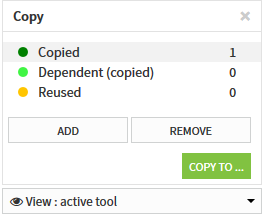 Copy ×
Copied 1
Dependent (copied) 0
Reused 0
ADD REMOVE
COPY TO ...
View : active tool